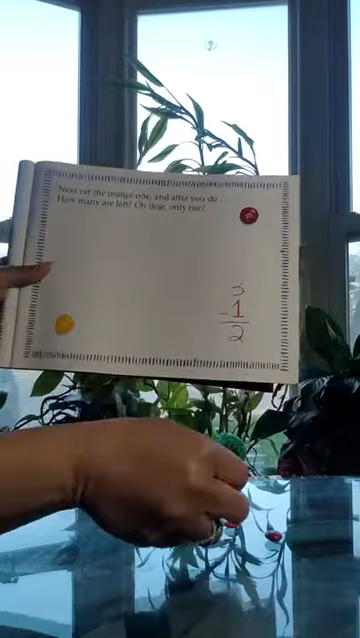 Next eat the orange one, and after you do . . .
How many are left? Oh dear, only two!
m
3
- 1
2